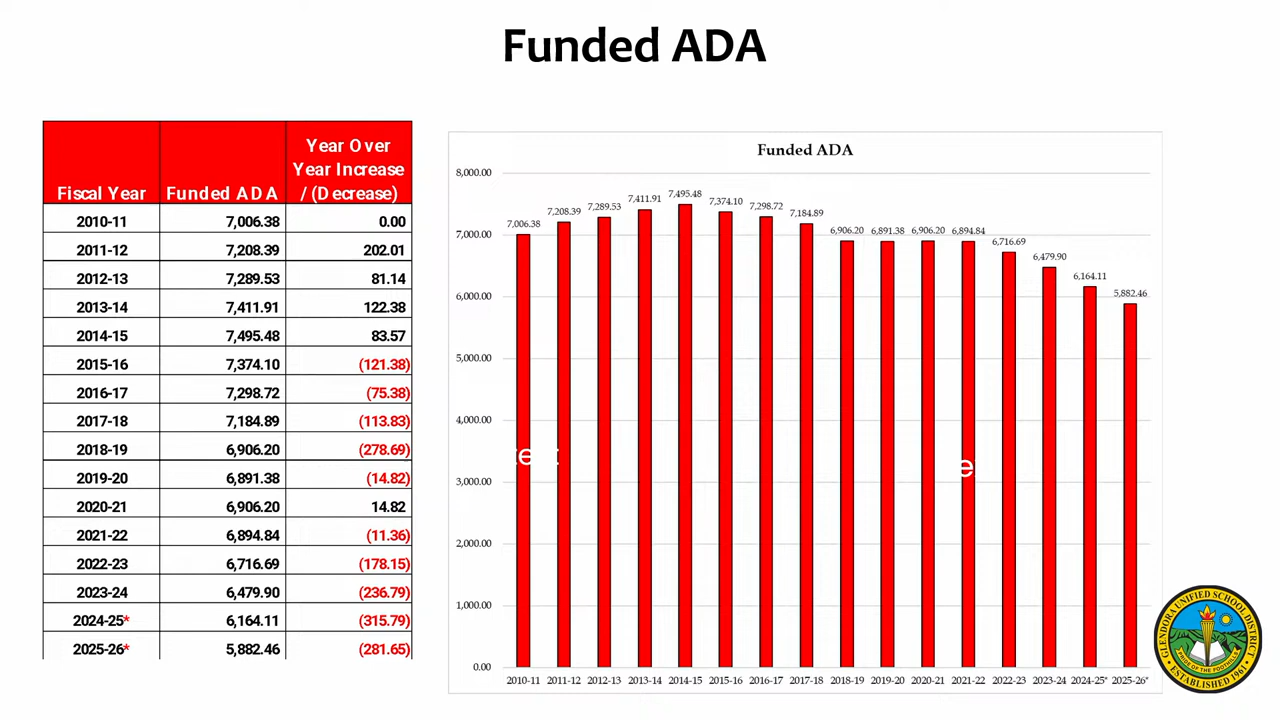 Funded ADA
Fiscal Year Funded ADA Year Over Year Increase / (Decrease)
2010-11 7,006.38 0.00
2011-12 7,208.39 202.01
2012-13 7,289.53 81.14
2013-14 7,411.91 122.38
2014-15 7,495.48 83.57
2015-16 7,374.10 (121.38)
2016-17 7,298.72 (75.38)
2017-18 7,184.89 (113.83)
2018-19 6,906.20 (278.69)
2019-20 6,891.38 (14.82)
2020-21 6,906.20 14.82
2021-22 6,894.84 (11.36)
2022-23 6,716.69 (178.15)
2023-24 6,479.90 (236.79)
2024-25* 6,164.11 (315.79)
2025-26* 5,882.46 (281.65)
Funded ADA
8,000.00
7,000.00
6,000.00
5,000.00
4,000.00
3,000.00
2,000.00
1,000.00
0.00
7,006.38 7,208.39 7,289.53 7,411.91 7,495.48 7,374.10 7,298.72 7,184.89 6,906.20 6,891.38 6,906.20 6,894.84 6,716.69 6,479.90 6,164.11 5,882.46
2010-11 2011-12 2012-13 2013-14 2014-15 2015-16 2016-17 2017-18 2018-19 2019-20 2020-21 2021-22 2022-23 2023-24 2024-25* 2025-26*
GLENDORA UNIFIED SCHOOL DISTRICT
PRIDE OF THE FOOTHILLS
ESTABLISHED 1961